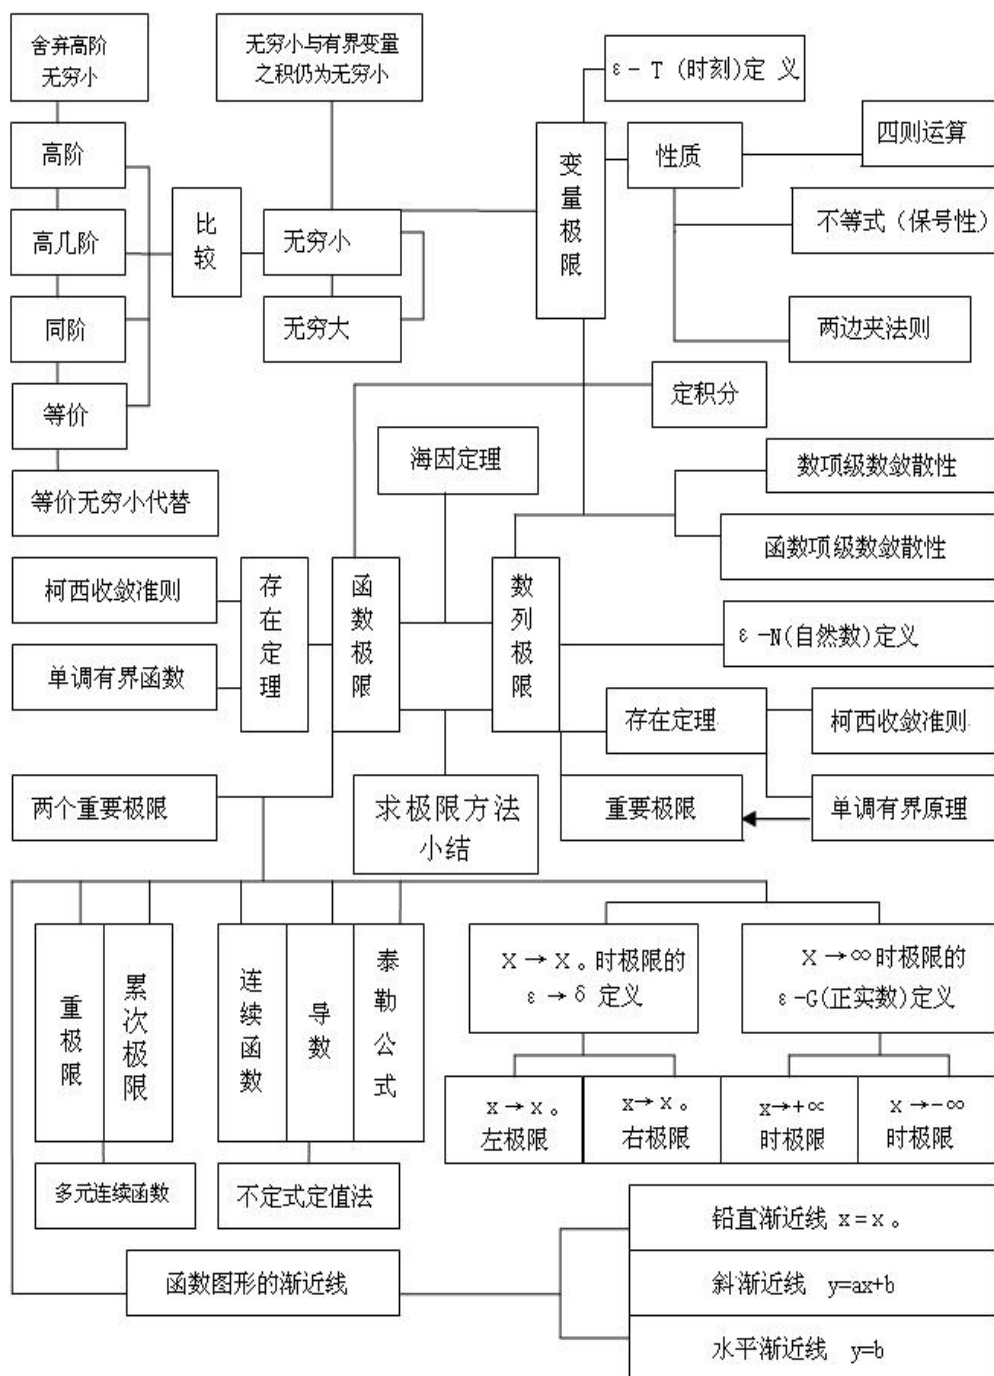 舍弃高阶
无穷小
无穷小与有界变量
之积仍为无穷小
ε－T (时刻)定 义
高阶
变量极限
性质
四则运算
高几阶
比较
无穷小
不等式（保号性）
同阶
无穷大
两边夹法则
等价
定积分
海因定理
数项级数敛散性
等价无穷小代替
函数项级数敛散性
柯西收敛准则
存在定理
函数极限
数列极限
ε-N(自然数)定义
单调有界函数
存在定理
柯西收敛准则
两个重要极限
求极限方法
小结
重要极限
单调有界原理
重极限
累次极限
连续函数
导数
泰勒公式
X→X。时极限的
ε→δ 定义
X→∞时极限的
ε-G(正实数)定义
x→x。
左极限
x→x。
右极限
x→+∝
时极限
x→-∞
时极限
多元连续函数
不定式定值法
函数图形的渐近线
铅直渐近线 x=x。
斜渐近线 y=ax+b
水平渐近线 y=b